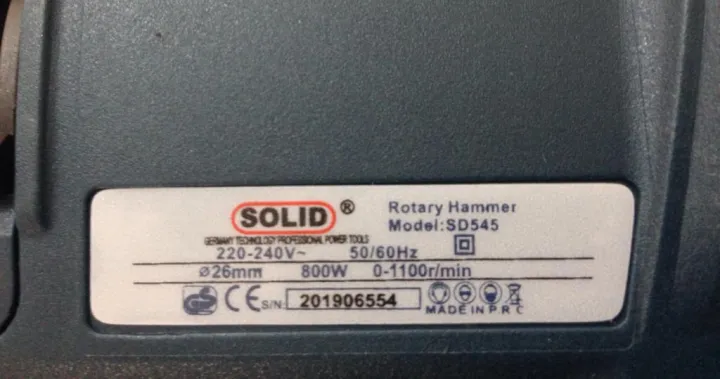 SOLID ® Rotary Hammer
GERMANY TECHNOLOGY PROFESSIONAL POWER TOOLS Model:SD545
220-240V~ 50/60Hz
ø26mm 800W 0-1100r/min
CE S/N: 201906554
MADE IN P.R.C